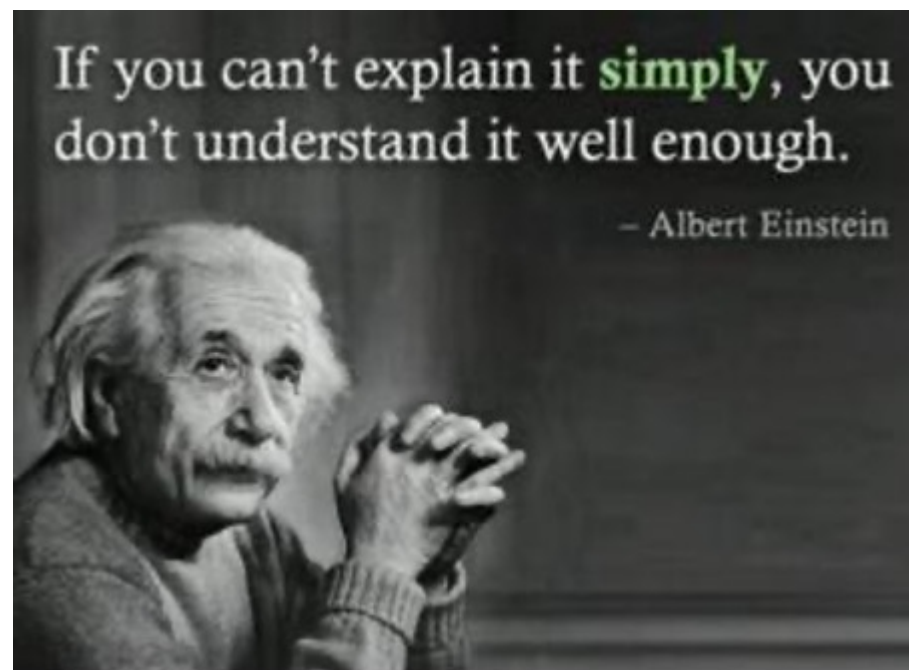 If you can't explain it simply, you
don't understand it well enough.
– Albert Einstein